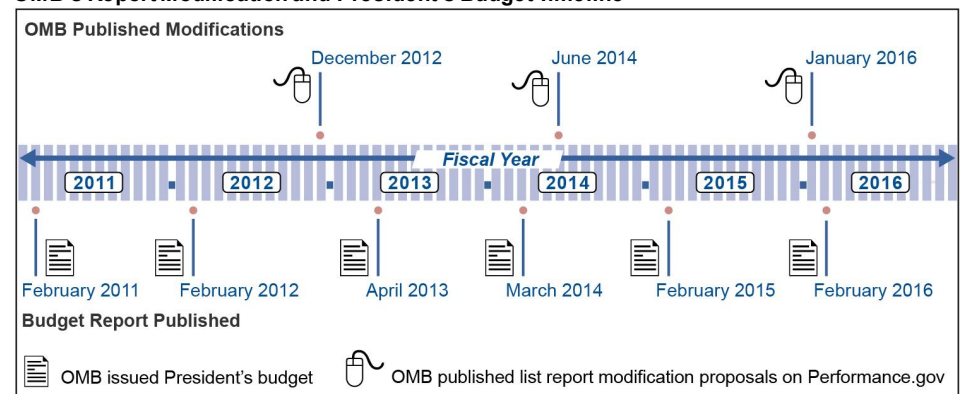 OMB's Report Modification and President's Budget Timeline
OMB Published Modifications
December 2012
June 2014
January 2016
Fiscal Year
2011
2012
2013
2014
2015
2016
February 2011
February 2012
April 2013
March 2014
February 2015
February 2016
Budget Report Published
OMB issued President's budget
OMB published list report modification proposals on Performance.gov